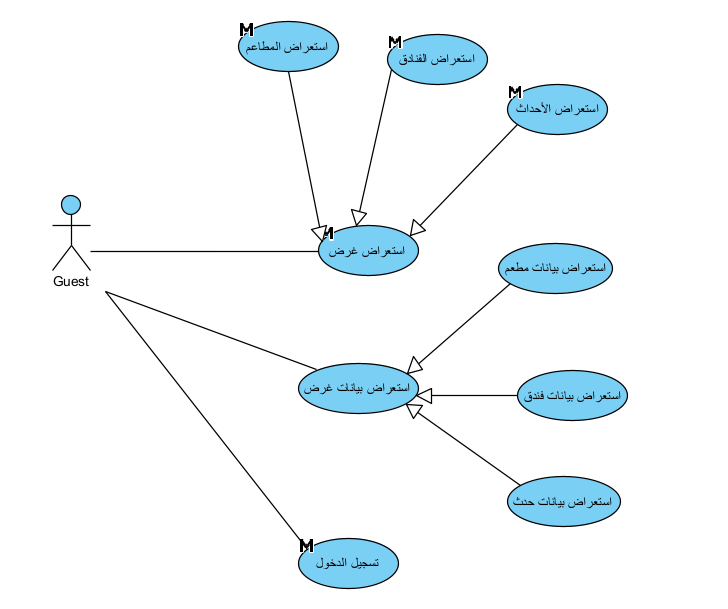 استعراض المطاعم
استعراض الفنادق
استعراض الأحداث
استعراض غرض
Guest
استعراض بيانات مطعم
استعراض بيانات غرض
استعراض بيانات فندق
استعراض بيانات حدث
تسجيل الدخول